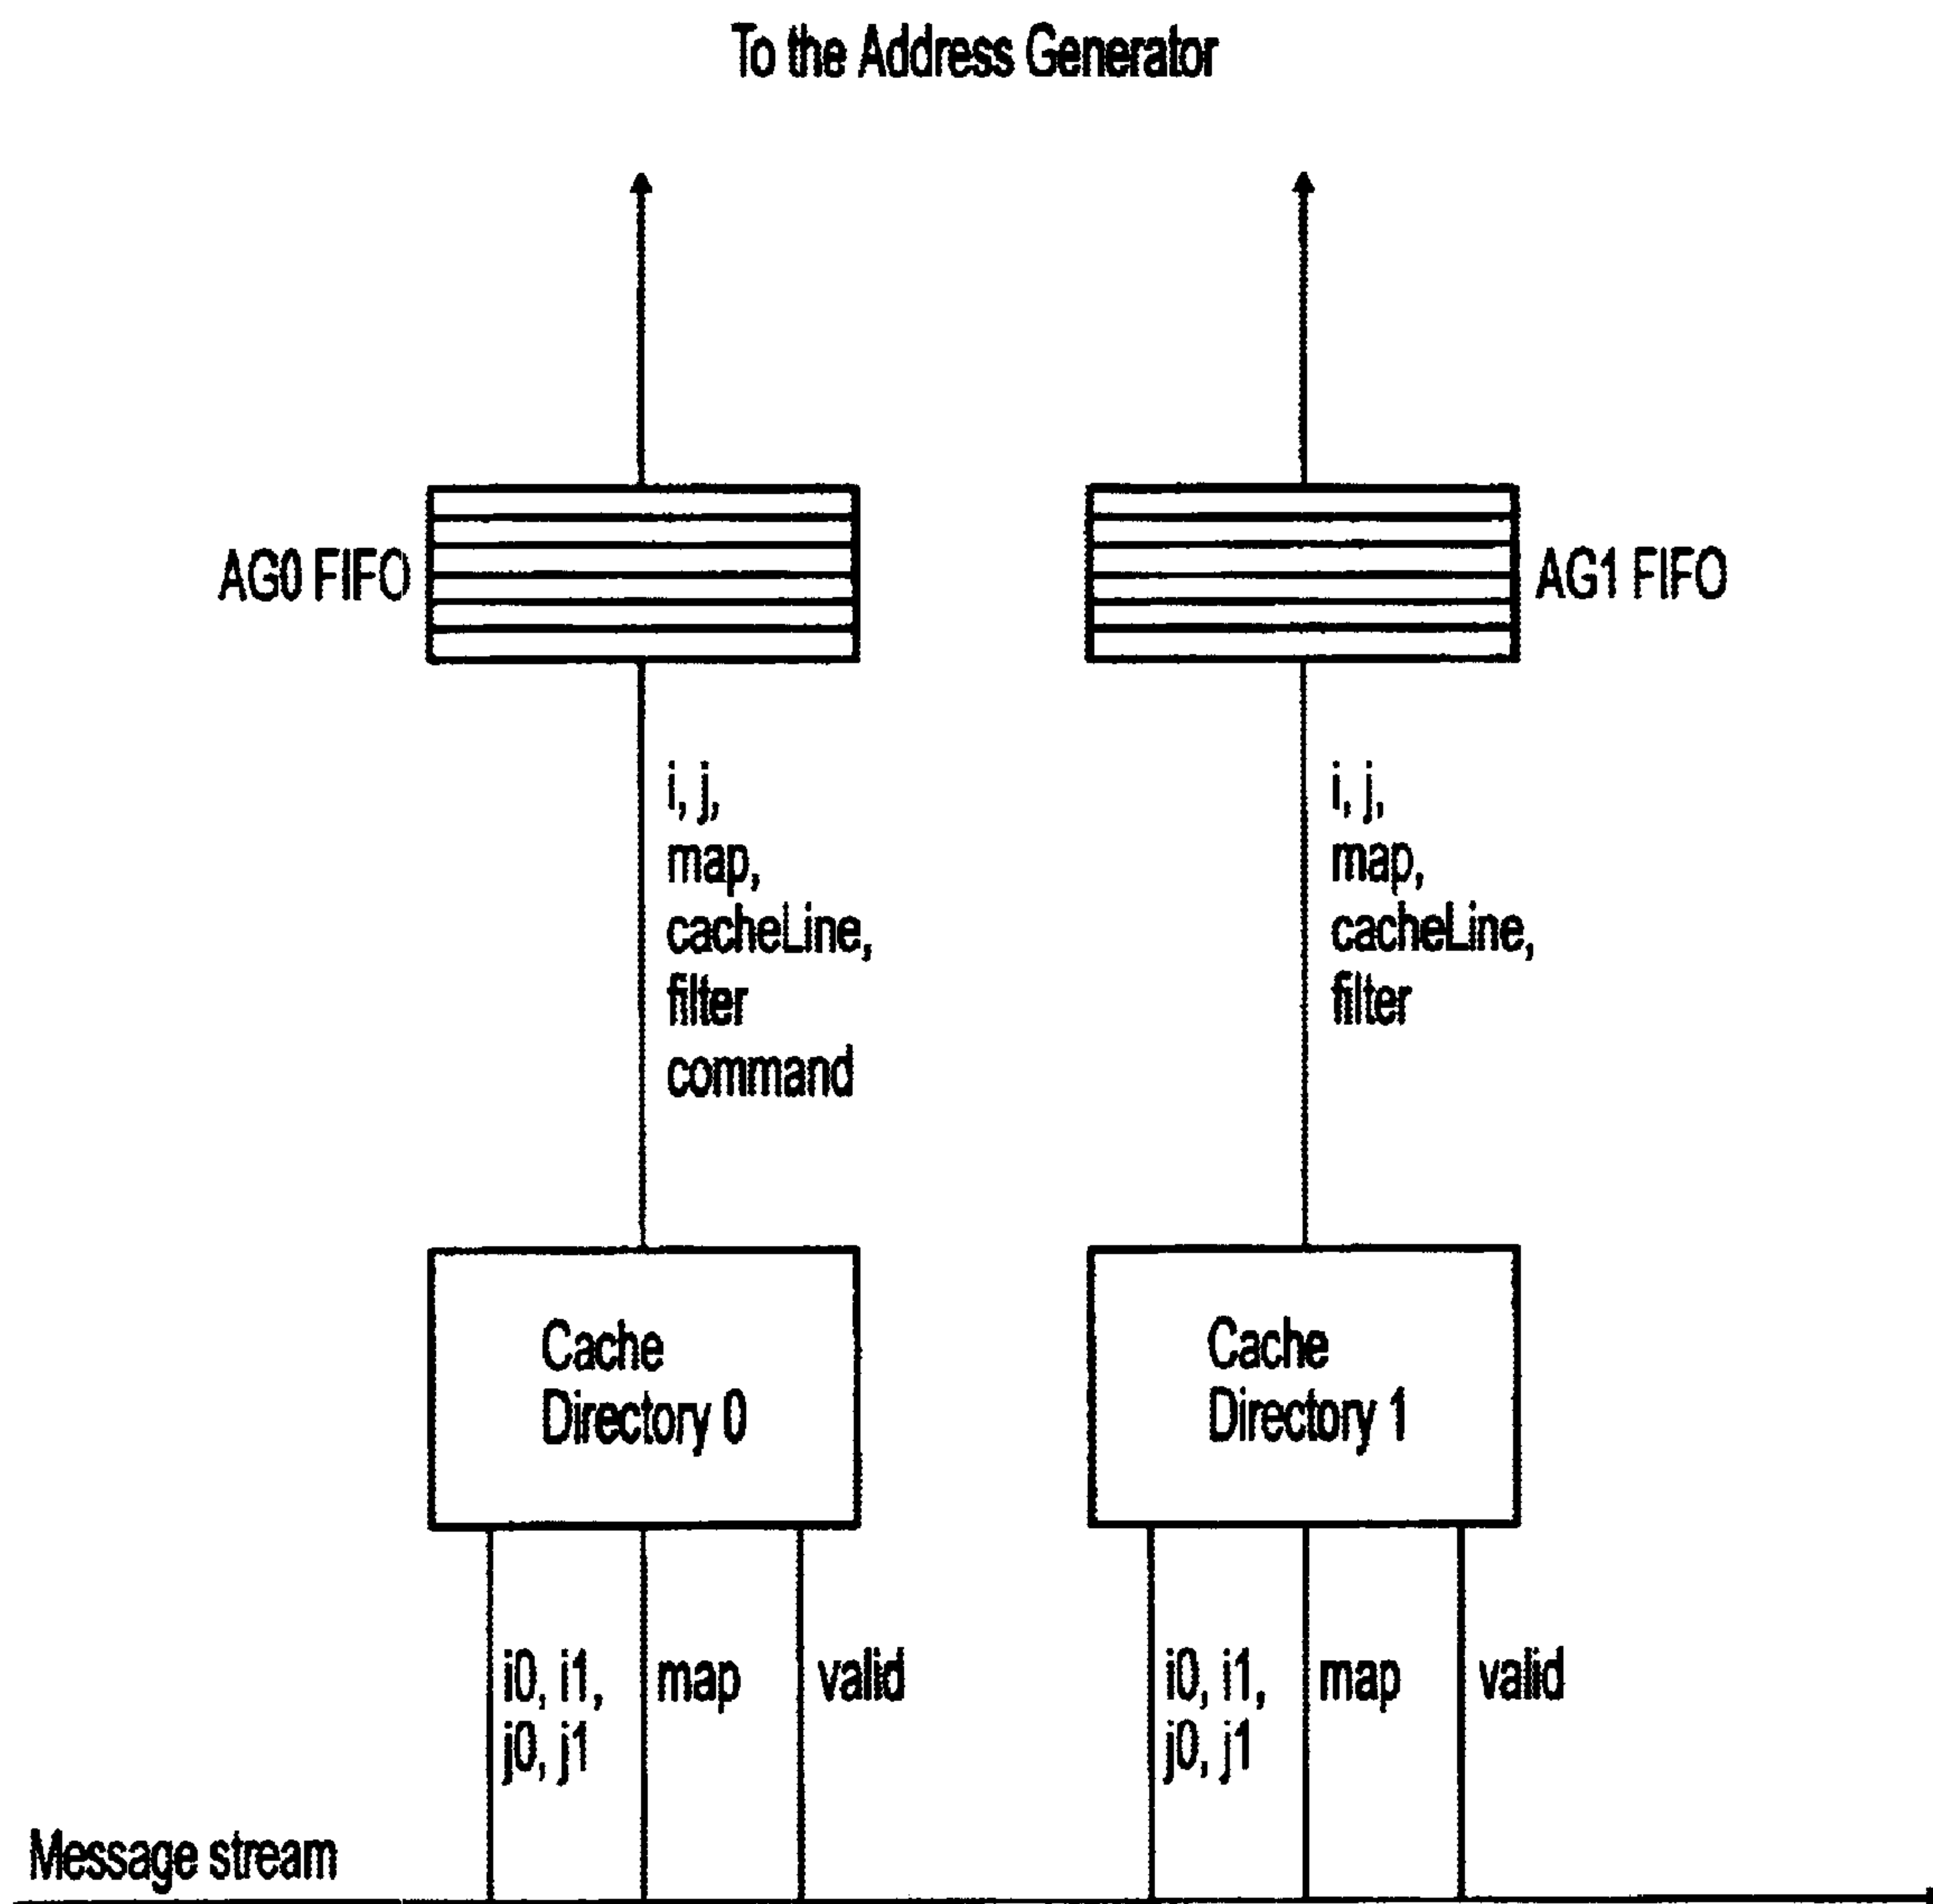 To the Address Generator
AG0 FIFO
AG1 FIFO
i, j,
map,
cacheLine,
filter
command
i, j,
map,
cacheLine,
filter
Cache
Directory 0
Cache
Directory 1
i0, i1,
j0, j1
map
valid
i0, i1,
j0, j1
map
valid
Message stream